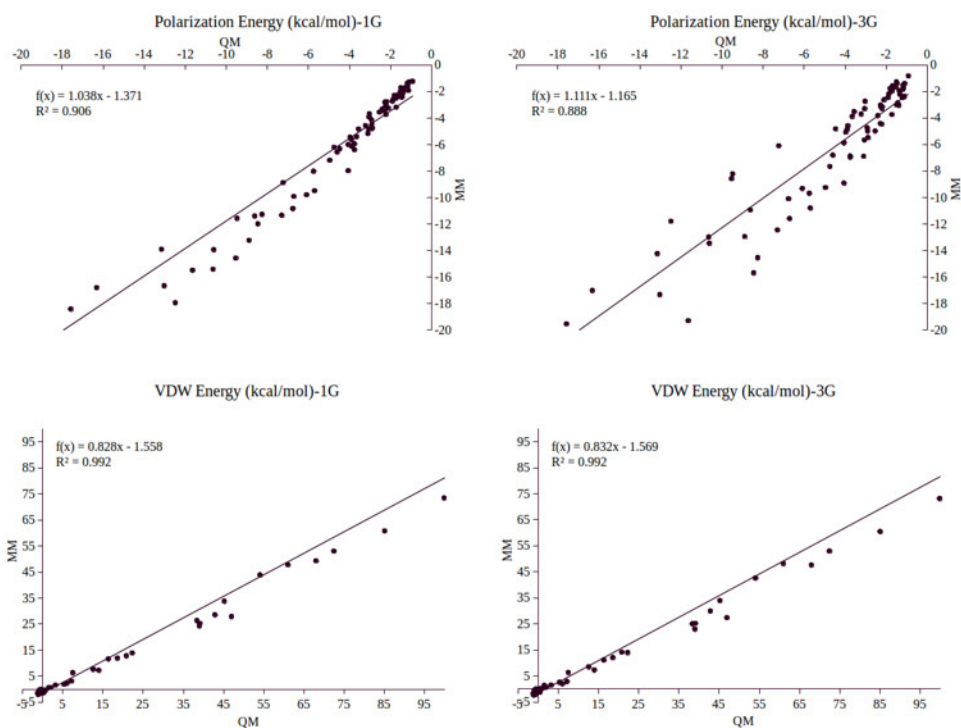 Polarization Energy (kcal/mol)-1G
QM
-20 -18 -16 -14 -12 -10 -8 -6 -4 -2 0
0
f(x) = 1.038x - 1.371
R² = 0.906
-2
-4
-6
-8
MM
-10
-12
-14
-16
-18
-20
Polarization Energy (kcal/mol)-3G
QM
-20 -18 -16 -14 -12 -10 -8 -6 -4 -2 0
0
f(x) = 1.111x - 1.165
R² = 0.888
-2
-4
-6
-8
MM
-10
-12
-14
-16
-18
-20
VDW Energy (kcal/mol)-1G
95
f(x) = 0.828x - 1.558
R² = 0.992
85
75
65
55
MM
45
35
25
15
5
-5
5 15 25 35 45 55 65 75 85 95
QM
VDW Energy (kcal/mol)-3G
95
f(x) = 0.832x - 1.569
R² = 0.992
85
75
65
55
MM
45
35
25
15
5
-5
5 15 25 35 45 55 65 75 85 95
QM